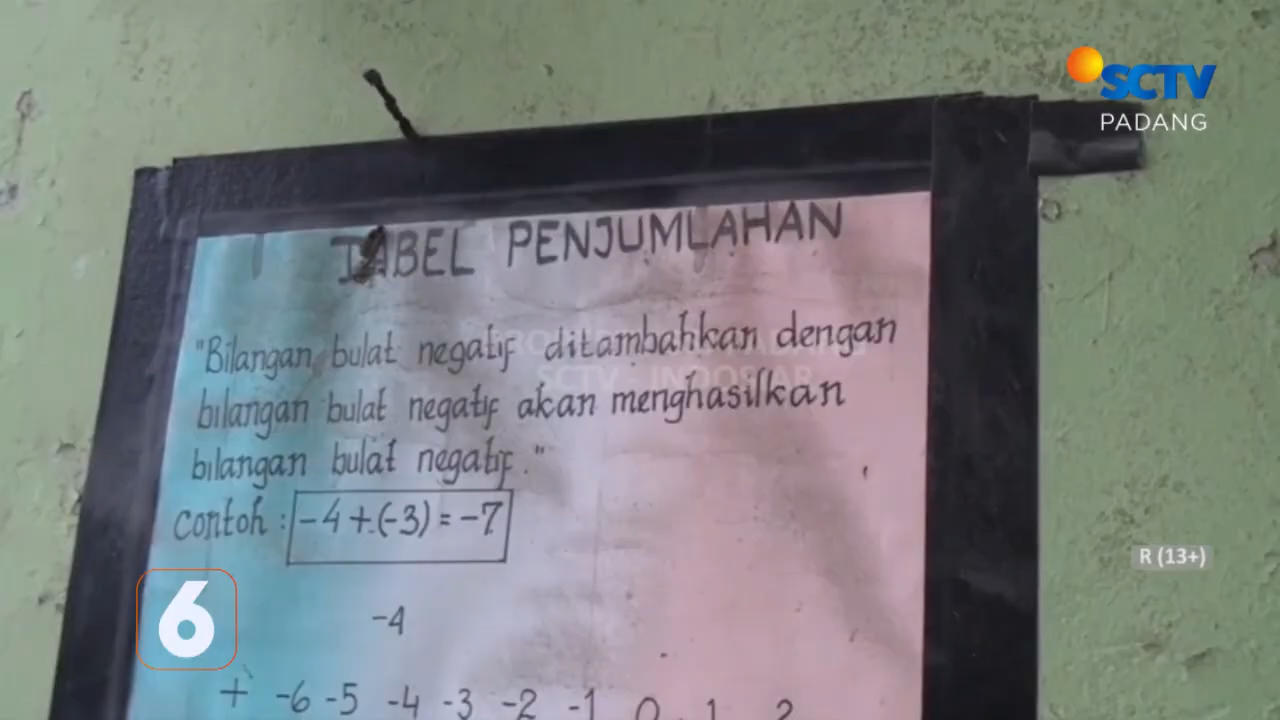 SCTV
PADANG
TABEL PENJUMLAHAN
"Bilangan bulat negatif ditambahkan dengan
bilangan bulat negatif akan menghasilkan
bilangan bulat negatif."
Contoh : -4 + (-3) = -7
-4
+ -6 -5 -4 -3 -2 -1 0 1 2
R (13+)
6